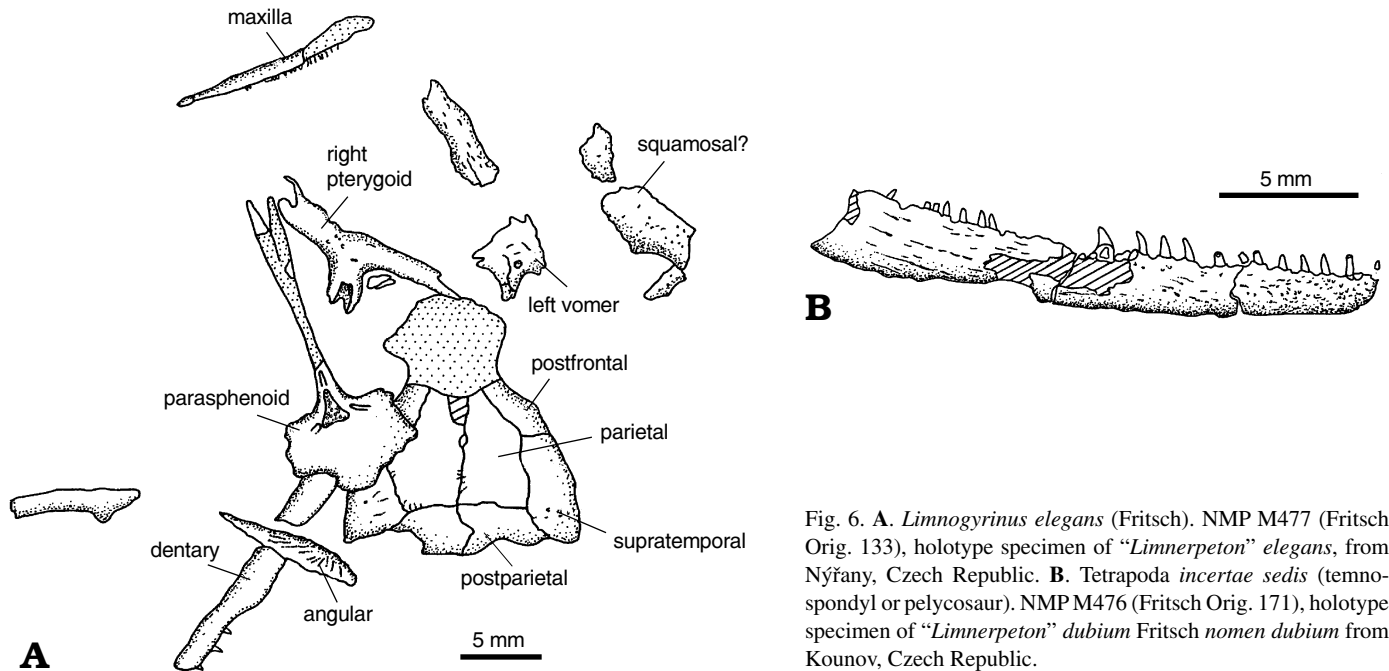 maxilla
right
pterygoid
squamosal?
left vomer
postfrontal
parasphenoid
parietal
supratemporal
dentary
postparietal
angular
5 mm
A
5 mm
B
Fig. 6. A. Limnogyrinus elegans (Fritsch). NMP M477 (Fritsch
Orig. 133), holotype specimen of “Limnerpeton” elegans, from
Nýřany, Czech Republic. B. Tetrapoda incertae sedis (temno-
spondyl or pelycosaur). NMP M476 (Fritsch Orig. 171), holotype
specimen of “Limnerpeton” dubium Fritsch nomen dubium from
Kounov, Czech Republic.